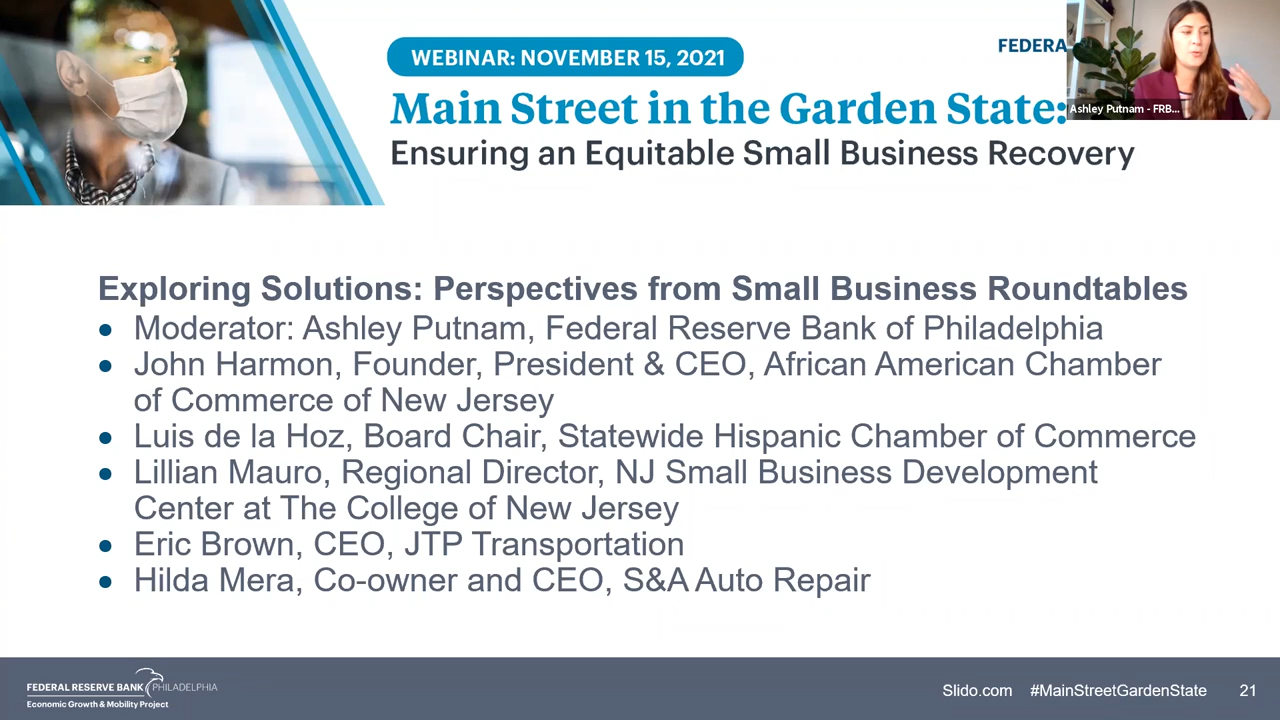 WEBINAR: NOVEMBER 15, 2021
FEDERA
Main Street in the Garden State:
Ashley Putnam - FRB...
Ensuring an Equitable Small Business Recovery
Exploring Solutions: Perspectives from Small Business Roundtables
• Moderator: Ashley Putnam, Federal Reserve Bank of Philadelphia
• John Harmon, Founder, President & CEO, African American Chamber
of Commerce of New Jersey
• Luis de la Hoz, Board Chair, Statewide Hispanic Chamber of Commerce
• Lillian Mauro, Regional Director, NJ Small Business Development
Center at The College of New Jersey
• Eric Brown, CEO, JTP Transportation
• Hilda Mera, Co-owner and CEO, S&A Auto Repair
FEDERAL RESERVE BANK PHILADELPHIA
Economic Growth & Mobility Project
Slido.com #MainStreetGardenState 21